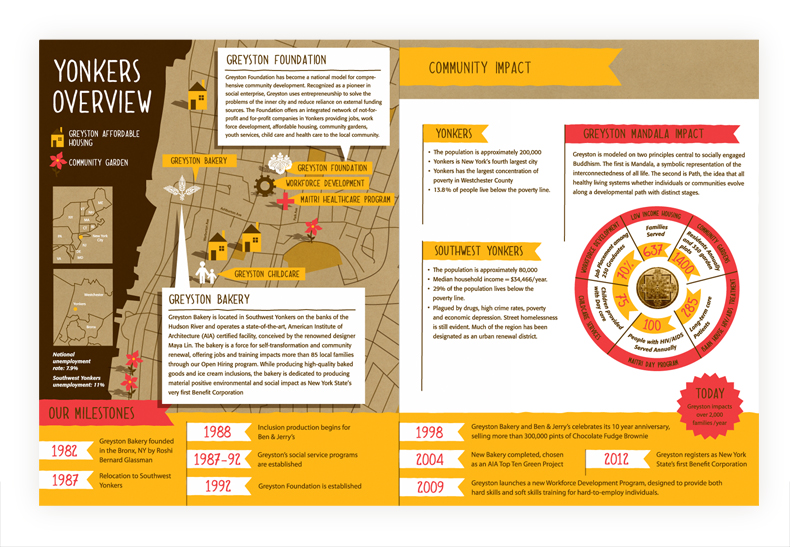 YONKERS
OVERVIEW
GREYSTON AFFORDABLE
HOUSING
COMMUNITY GARDEN
New York
City
Westchester
Yonkers
Bronx
National
unemployment
rate: 7.9%
Southwest Yonkers
unemployment: 11%
GREYSTON FOUNDATION
Greyston Foundation has become a national model for compre-
hensive community development. Recognized as a pioneer in
social enterprise, Greyston uses entrepreneurship to solve the
problems of the inner city and reduce reliance on external funding
sources. The Foundation offers an integrated network of not-for-
profit and for-profit companies in Yonkers providing jobs, work
force development, affordable housing, community gardens,
youth services, child care and health care to the local community.
GREYSTON BAKERY
GREYSTON FOUNDATION
WORKFORCE DEVELOPMENT
MAITRI HEALTHCARE PROGRAM
GREYSTON CHILDCARE
GREYSTON BAKERY
Greyston Bakery is located in Southwest Yonkers on the banks of the
Hudson River and operates a state-of-the-art, American Institute of
Architecture (AIA) certified facility, conceived by the renowned designer
Maya Lin. The bakery is a force for self-transformation and community
renewal, offering jobs and training impacts more than 85 local families
through our Open Hiring program. While producing high-quality baked
goods and ice cream inclusions, the bakery is dedicated to producing
material positive environmental and social impact as New York State's
very first Benefit Corporation
COMMUNITY IMPACT
YONKERS
• The population is approximately 200,000
• Yonkers is New York's fourth largest city
• Yonkers has the largest concentration of
poverty in Westchester County
• 13.8% of people live below the poverty line.
SOUTHWEST YONKERS
• The population is approximately 80,000
• Median household income = $34,466/year.
• 29% of the population lives below the
poverty line.
• Plagued by drugs, high crime rates, poverty
and economic depression. Street homelessness
is still evident. Much of the region has been
designated as an urban renewal district.
GREYSTON MANDALA IMPACT
Greyston is modeled on two principles central to socially engaged
Buddhism. The first is Mandala, a symbolic representation of the
interconnectedness of all life. The second is Path, the idea that all
healthy living systems whether individuals or communities evolve
along a developmental path with distinct stages.
LOW INCOME HOUSING
Families
Served
637
COMMUNITY GARDENS
Residents Annually
and 350 garden
plots
1400
Long-term care
Patients
285
MAITRI DAY PROGRAM
People with HIV/AIDS
Served Annually
100
Children provided
with Day care
75
WORKFORCE DEVELOPMENT
Job Placement among
250 Graduates
70%
TODAY
Greyston impacts
over 2,000
families /year
OUR MILESTONES
1982
Greyston Bakery founded
in the Bronx, NY by Roshi
Bernard Glassman
1987
Relocation to Southwest
Yonkers
1988
Inclusion production begins for
Ben & Jerry's
1987-92
Greyston's social service programs
are established
1992
Greyston Foundation is established
1998
Greyston Bakery and Ben & Jerry's celebrates its 10 year anniversary,
selling more than 300,000 pints of Chocolate Fudge Brownie
2004
New Bakery completed, chosen
as an AIA Top Ten Green Project
2012
Greyston registers as New York
State's first Benefit Corporation
2009
Greyston launches a new Workforce Development Program, designed to provide both
hard skills and soft skills training for hard-to-employ individuals.